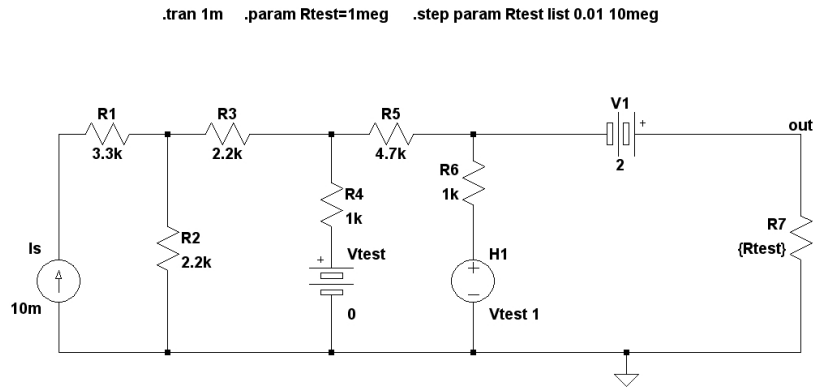 .tran 1m .param Rtest=1meg .step param Rtest list 0.01 10meg
V1
R1 R3 R5 out
3.3k 2.2k 4.7k 2
R6
1k
R4
1k
R7
{Rtest}
R2
2.2k
Is
Vtest
H1
10m
0
Vtest 1
+
+
+